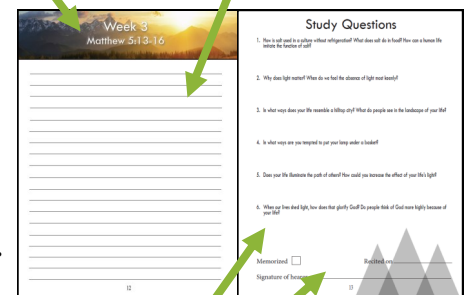 Week 3
Matthew 5:13-16
12
Study Questions
1. How is salt used in a culture without refrigeration? What does salt do in food? How can a human life
imitate the function of salt?
2. Why does light matter? When do we feel the absence of light most keenly?
3. In what ways does your life resemble a hilltop city? What do people see in the landscape of your life?
4. In what ways are you tempted to put your lamp under a basket?
5. Does your life illuminate the path of others? How could you increase the effect of your life's light?
6. When our lives shed light, how does that glorify God? Do people think of God more highly because of
your life?
Memorized
Recited on
Signature of hearer
13